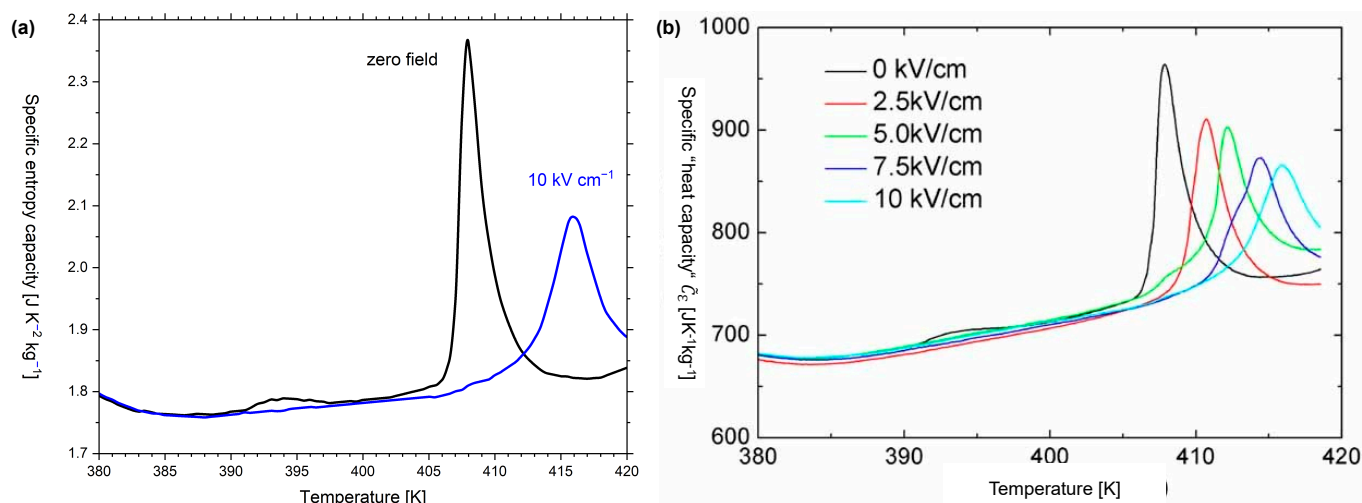 (a)
2.4
2.3
2.2
2.1
2.0
1.9
1.8
1.7
Specific entropy capacity [J K⁻² kg⁻¹]
zero field
10 kV cm⁻¹
380 385 390 395 400 405 410 415 420
Temperature [K]
(b)
1000
900
800
700
600
Specific “heat capacity“ C̃ε [JK⁻¹kg⁻¹]
0 kV/cm
2.5kV/cm
5.0kV/cm
7.5kV/cm
10 kV/cm
380 390 400 410 420
Temperature [K]
)